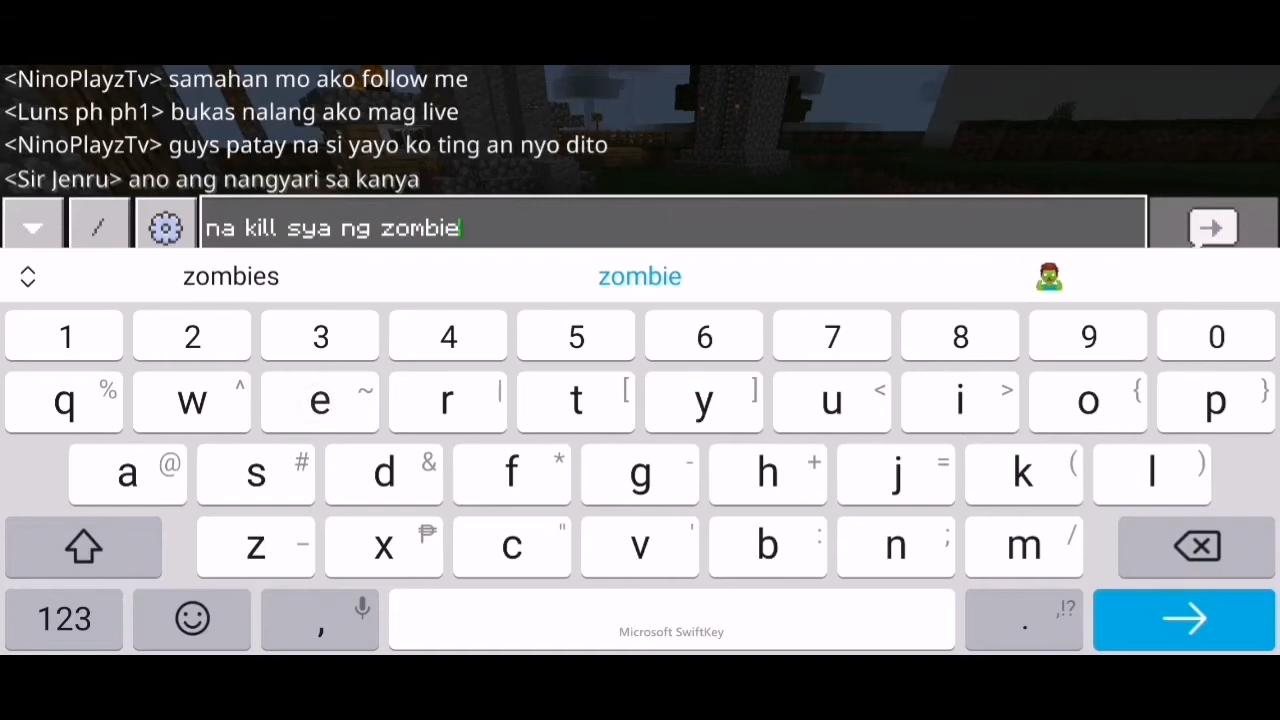 <NinoPlayzTv> samahan mo ako follow me
<Luns ph ph1> bukas nalang ako mag live
<NinoPlayzTv> guys patay na si yayo ko ting an nyo dito
<Sir Jenru> ano ang nangyari sa kanya
/ na kill sya ng zombie
zombies zombie
1 2 3 4 5 6 7 8 9 0
q % w ^ e ~ r | t [ y ] u < i > o { p }
a @ s # d & f * g - h + j = k ( l )
z _ x ₱ c " v ' b : n ; m /
123 , Microsoft SwiftKey . ,!?